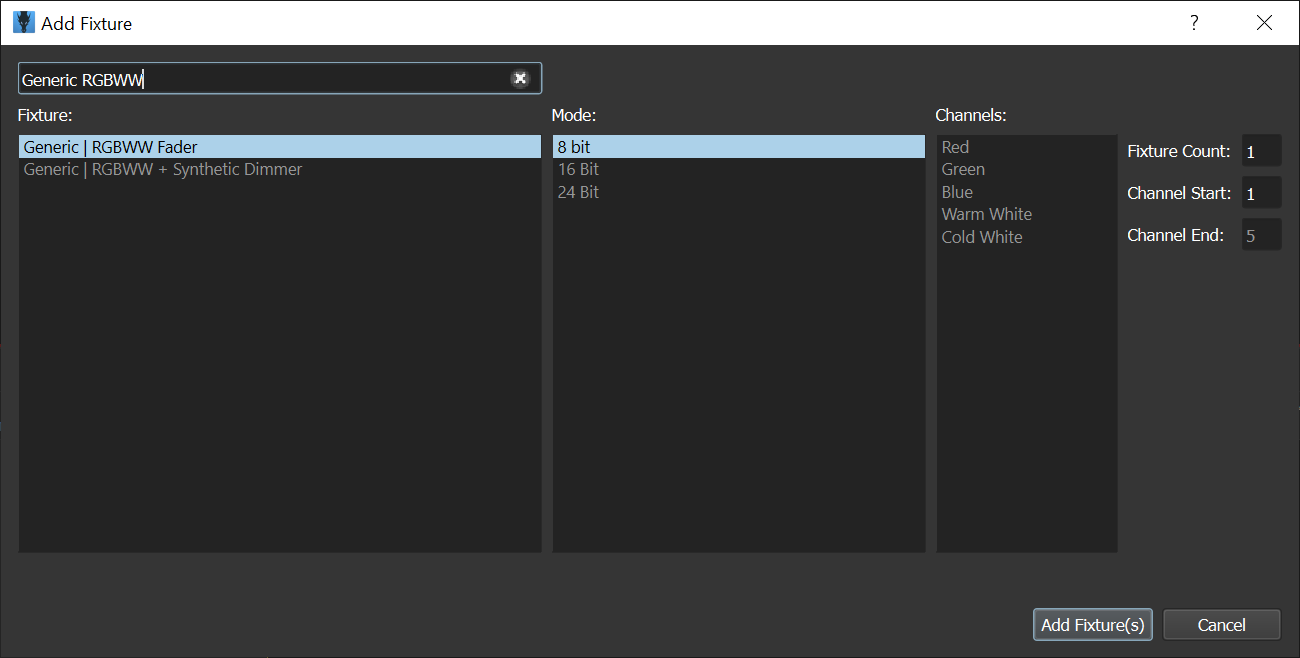 Add Fixture
?
Generic RGBWW
Fixture:
Generic | RGBWW Fader
Generic | RGBWW + Synthetic Dimmer
Mode:
8 bit
16 Bit
24 Bit
Channels:
Red
Green
Blue
Warm White
Cold White
Fixture Count: 1
Channel Start: 1
Channel End: 5
Add Fixture(s)
Cancel